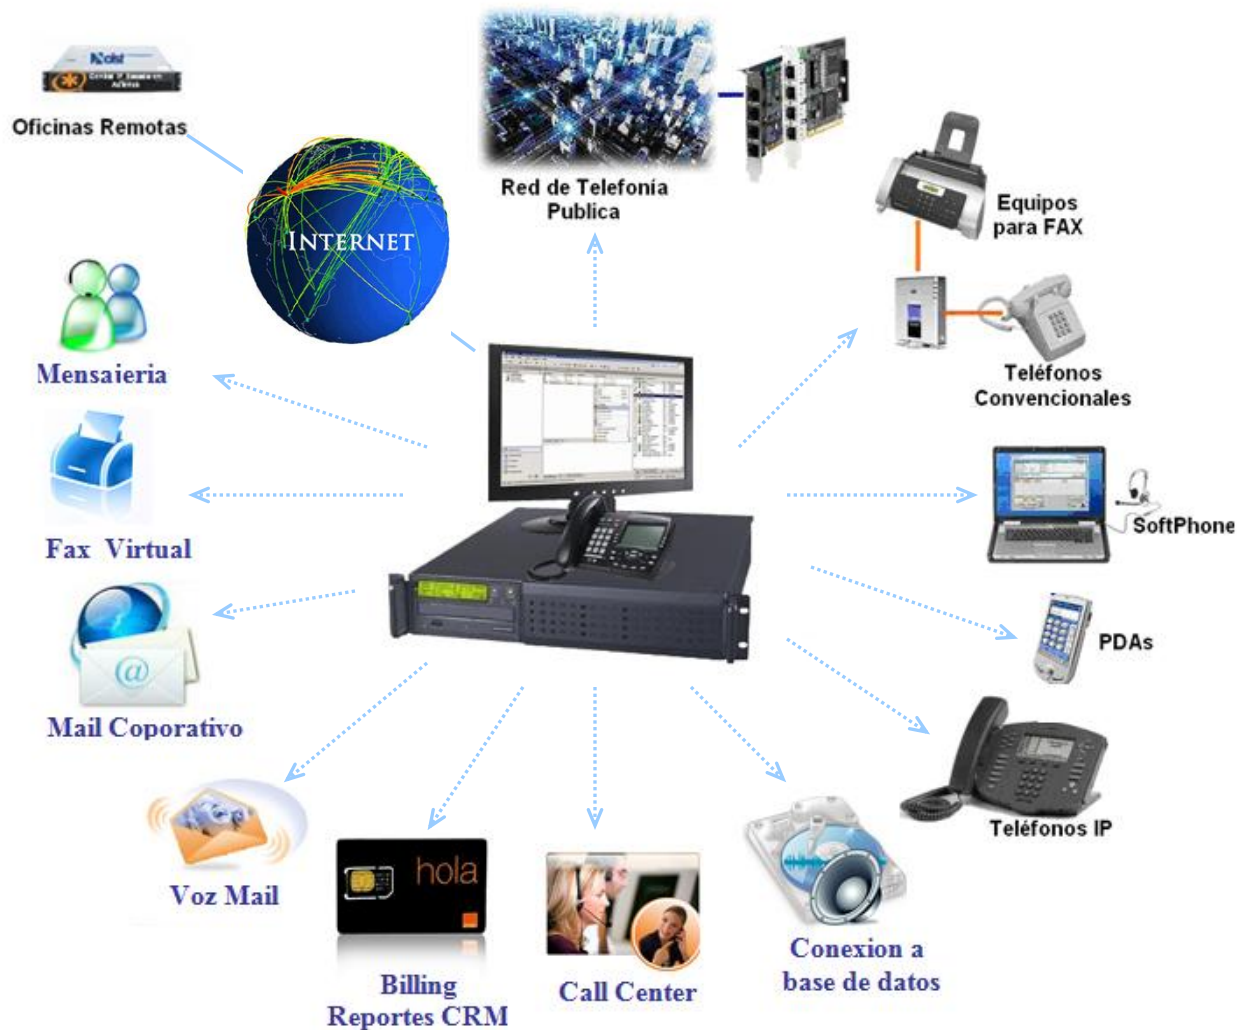 Oficinas Remotas
INTERNET
Red de Telefonía
Publica
Equipos
para FAX
Teléfonos
Convencionales
Mensajeria
Fax Virtual
SoftPhone
PDAs
Mail Coporativo
Teléfonos IP
Voz Mail
hola
Billing
Reportes CRM
Call Center
Conexion a
base de datos